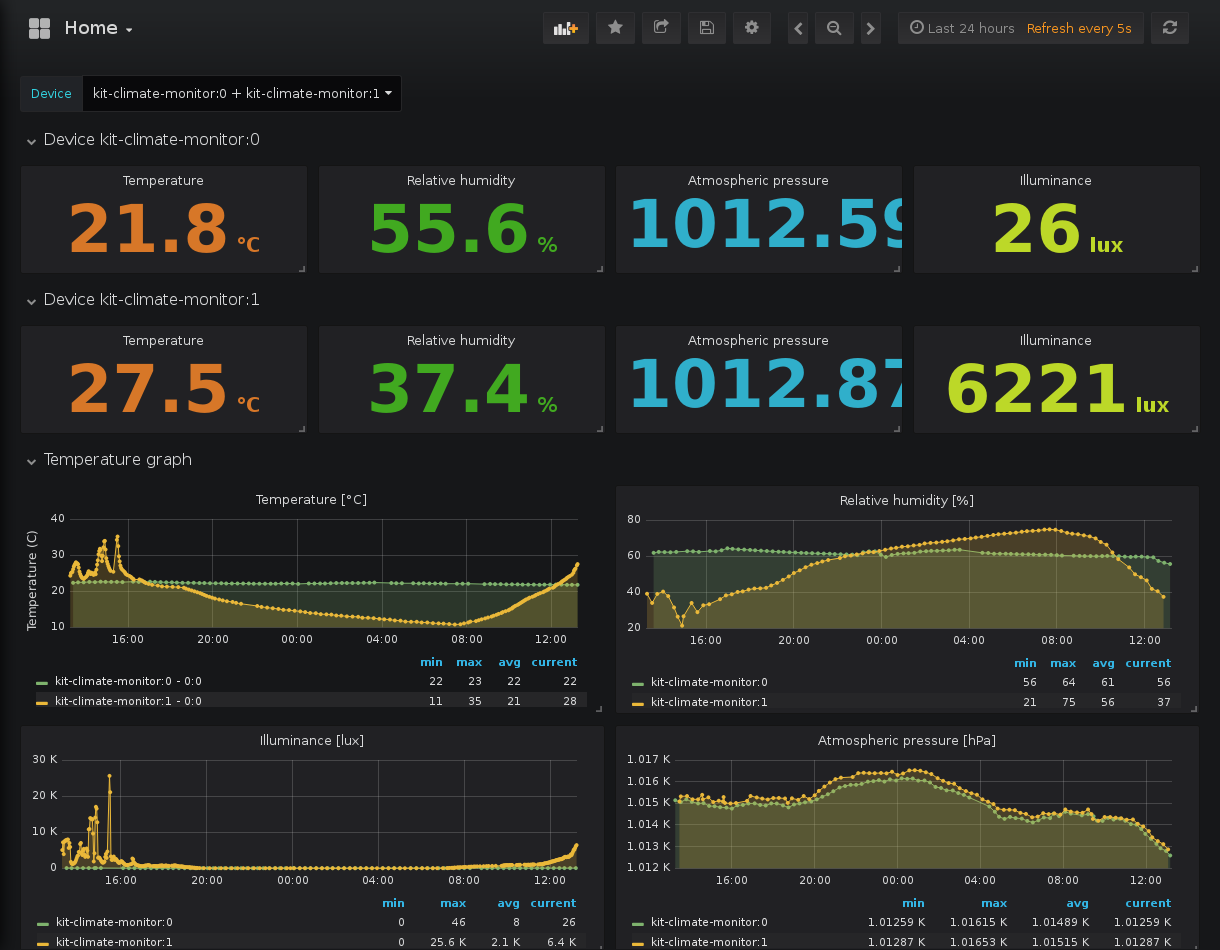 Home
Last 24 hours Refresh every 5s
Device kit-climate-monitor:0 + kit-climate-monitor:1
Device kit-climate-monitor:0
Temperature Relative humidity Atmospheric pressure Illuminance
21.8 °C 55.6 % 1012.59 26 lux
Device kit-climate-monitor:1
Temperature Relative humidity Atmospheric pressure Illuminance
27.5 °C 37.4 % 1012.87 6221 lux
Temperature graph
Temperature [°C]
Temperature (C)
40
30
20
10
16:00 20:00 00:00 04:00 08:00 12:00
min max avg current
kit-climate-monitor:0 - 0:0 22 23 22 22
kit-climate-monitor:1 - 0:0 11 35 21 28
Relative humidity [%]
80
60
40
20
16:00 20:00 00:00 04:00 08:00 12:00
min max avg current
kit-climate-monitor:0 56 64 61 56
kit-climate-monitor:1 21 75 56 37
Illuminance [lux]
30 K
20 K
10 K
0
16:00 20:00 00:00 04:00 08:00 12:00
min max avg current
kit-climate-monitor:0 0 46 8 26
kit-climate-monitor:1 0 25.6 K 2.1 K 6.4 K
Atmospheric pressure [hPa]
1.017 K
1.016 K
1.015 K
1.014 K
1.013 K
1.012 K
16:00 20:00 00:00 04:00 08:00 12:00
min max avg current
kit-climate-monitor:0 1.01259 K 1.01615 K 1.01489 K 1.01259 K
kit-climate-monitor:1 1.01287 K 1.01653 K 1.01515 K 1.01287 K